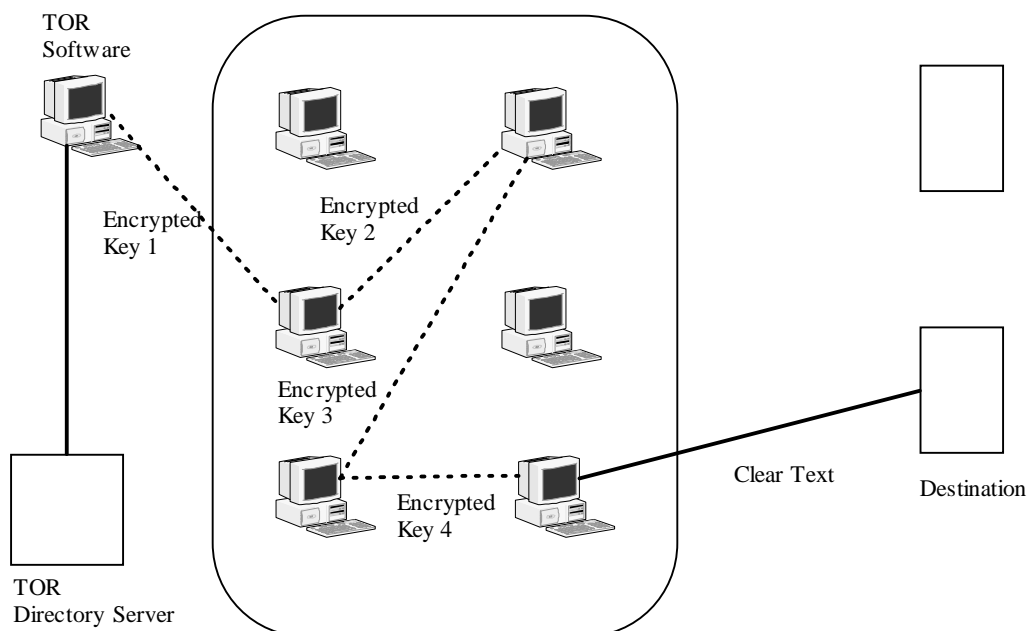 TOR
Software
Encrypted
Key 1
Encrypted
Key 2
Encrypted
Key 3
Encrypted
Key 4
Clear Text
Destination
TOR
Directory Server